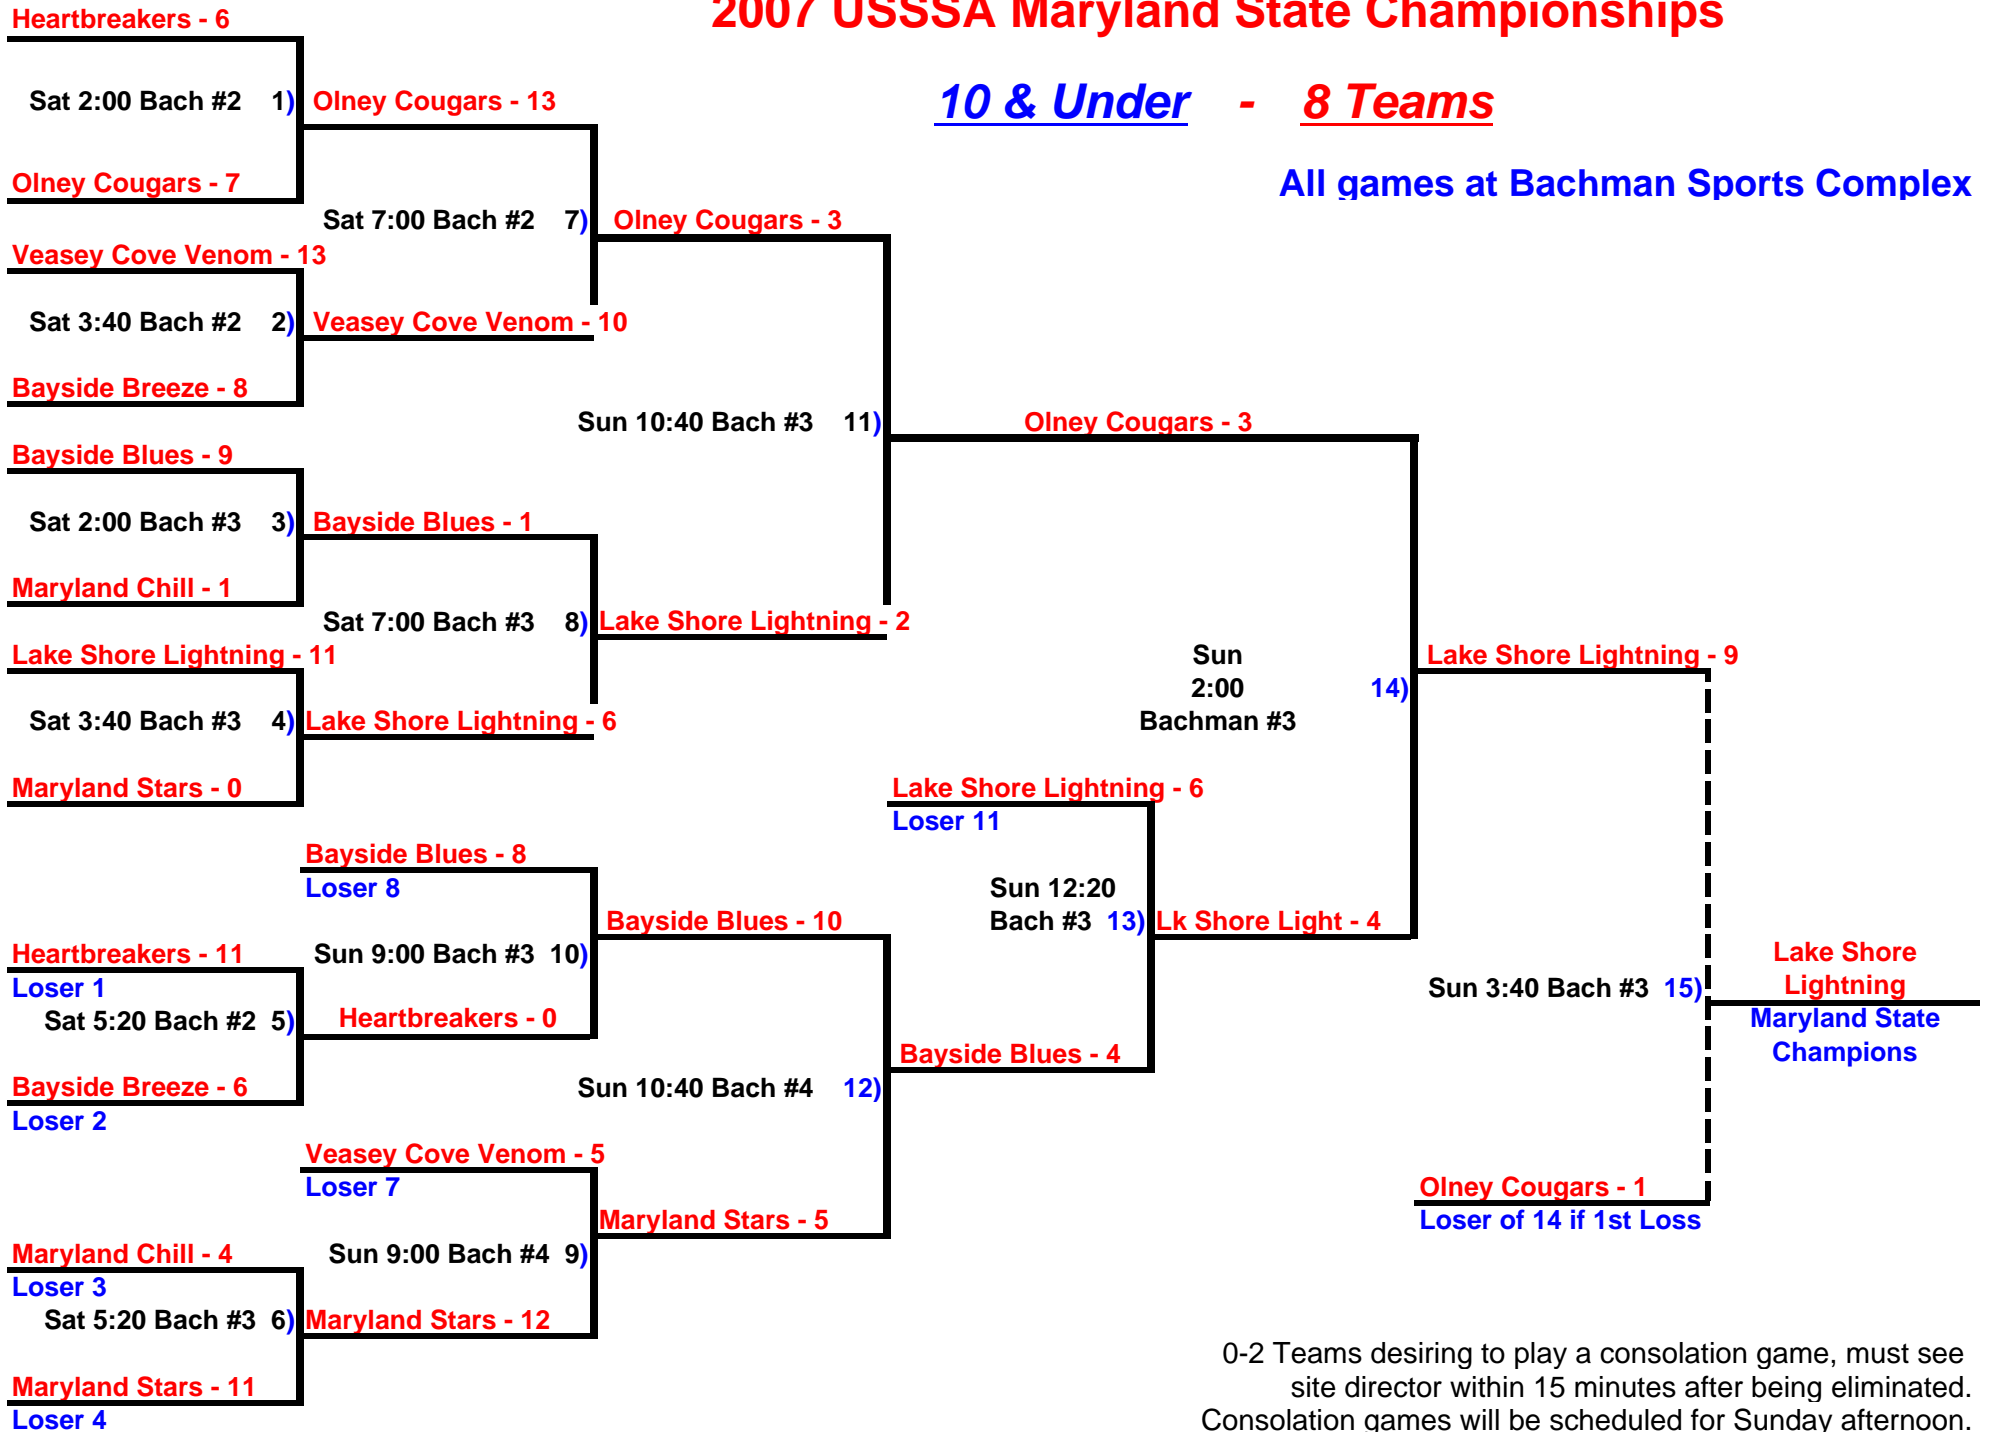 2007 USSSA Maryland State Championships
10 & Under - 8 Teams
All games at Bachman Sports Complex
Heartbreakers - 6
Sat 2:00 Bach #2 1) Olney Cougars - 13
Olney Cougars - 7
Sat 7:00 Bach #2 7) Olney Cougars - 3
Veasey Cove Venom - 13
Sat 3:40 Bach #2 2) Veasey Cove Venom - 10
Bayside Breeze - 8
Sun 10:40 Bach #3 11) Olney Cougars - 3
Bayside Blues - 9
Sat 2:00 Bach #3 3) Bayside Blues - 1
Maryland Chill - 1
Sat 7:00 Bach #3 8) Lake Shore Lightning - 2
Lake Shore Lightning - 11
Sun
Lake Shore Lightning - 9
2:00 14)
Sat 3:40 Bach #3 4) Lake Shore Lightning - 6
Bachman #3
Maryland Stars - 0
Lake Shore Lightning - 6
Loser 11
Bayside Blues - 8
Loser 8
Sun 12:20
Bayside Blues - 10
Bach #3 13) Lk Shore Light - 4
Heartbreakers - 11
Sun 9:00 Bach #3 10)
Lake Shore
Loser 1
Sun 3:40 Bach #3 15)
Lightning
Sat 5:20 Bach #2 5) Heartbreakers - 0
Maryland State
Champions
Bayside Blues - 4
Bayside Breeze - 6
Sun 10:40 Bach #4 12)
Loser 2
Veasey Cove Venom - 5
Loser 7
Olney Cougars - 1
Maryland Stars - 5
Loser of 14 if 1st Loss
Maryland Chill - 4
Sun 9:00 Bach #4 9)
Loser 3
Sat 5:20 Bach #3 6) Maryland Stars - 12
Maryland Stars - 11
Loser 4
0-2 Teams desiring to play a consolation game, must see
site director within 15 minutes after being eliminated.
Consolation games will be scheduled for Sunday afternoon.